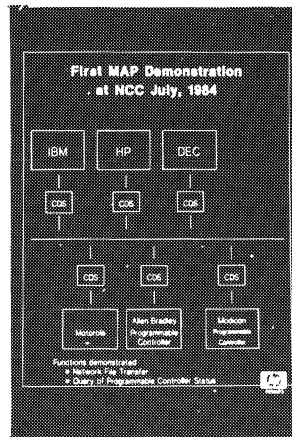 First MAP Demonstration
at NCC July, 1984
IBM HP DEC
CDS CDS CDS
CDS CDS CDS
Motorola
Allen Bradley
Programmable
Controller
Modicon
Programmable
Controller
Functions demonstrated
Network File Transfer
Query of Programmable Controller Status